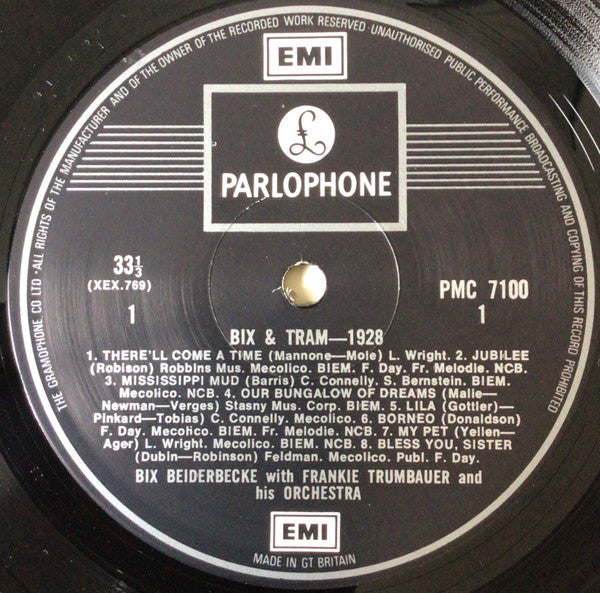 THE GRAMOPHONE CO LTD · ALL RIGHTS OF THE MANUFACTURER AND OF THE OWNER OF THE RECORDED WORK RESERVED · UNAUTHORISED PUBLIC PERFORMANCE BROADCASTING AND COPYING OF THIS RECORD PROHIBITED
EMI
£
PARLOPHONE
33⅓
(XEX.769)
1
PMC 7100
1
BIX & TRAM—1928
1. THERE'LL COME A TIME (Mannone—Mole) L. Wright. 2. JUBILEE
(Robison) Robbins Mus. Mecolico. BIEM. F. Day. Fr. Melodie. NCB.
3. MISSISSIPPI MUD (Barris) C. Connelly. S. Bernstein. BIEM.
Mecolico. NCB. 4. OUR BUNGALOW OF DREAMS (Malie—
Newman—Verges) Stasny Mus. Corp. BIEM. 5. LILA (Gottler—
Pinkard—Tobias) C. Connelly. Mecolico. 6. BORNEO (Donaldson)
F. Day. Mecolico. BIEM. Fr. Melodie. NCB. 7. MY PET (Yellen—
Ager) L. Wright. Mecolico. BIEM. NCB. 8. BLESS YOU, SISTER
(Dubin—Robinson) Feldman. Mecolico. Publ. F. Day.
BIX BEIDERBECKE with FRANKIE TRUMBAUER and
his ORCHESTRA
EMI
MADE IN GT BRITAIN